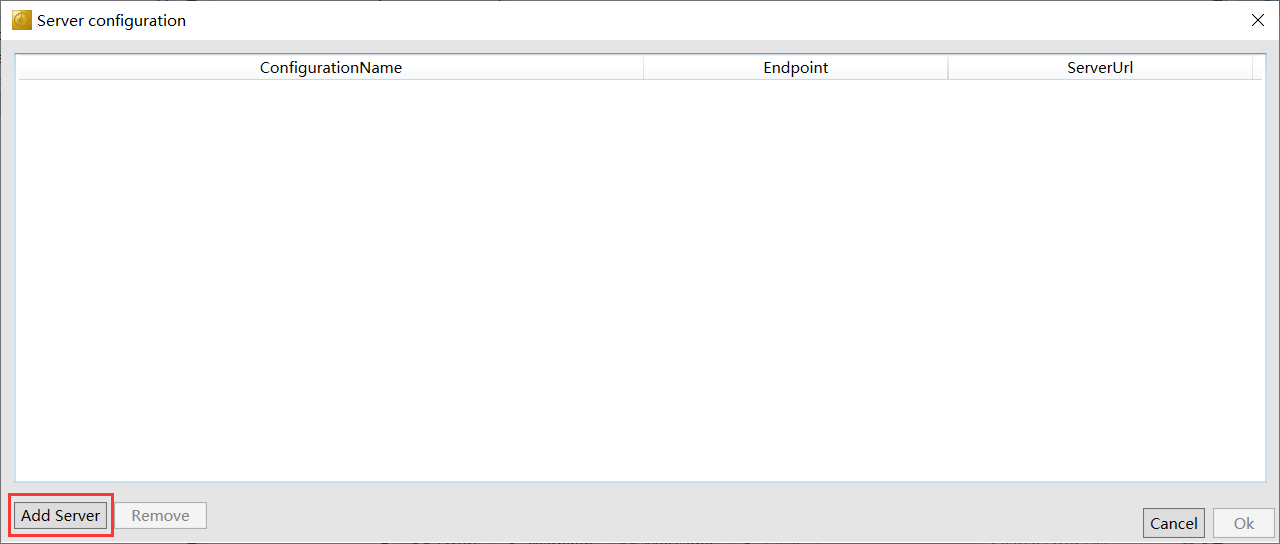 Server configuration
ConfigurationName Endpoint ServerUrl
Add Server Remove Cancel Ok